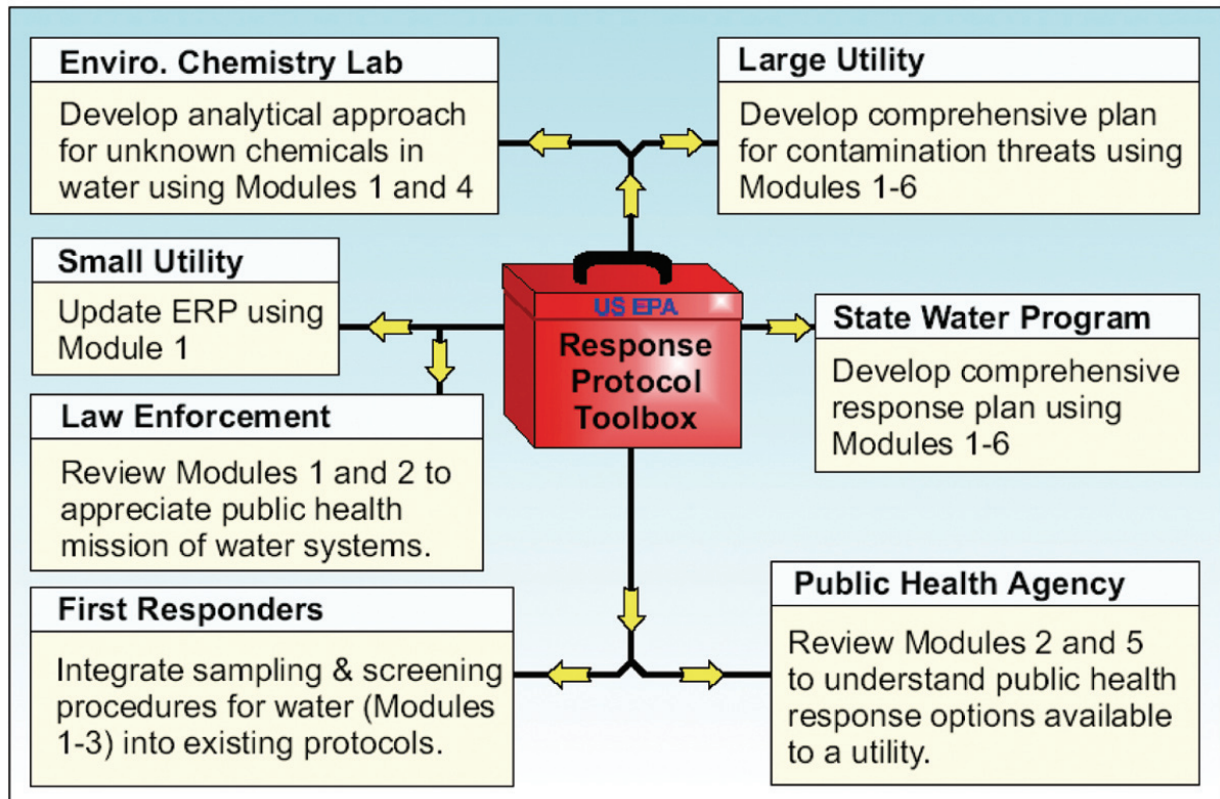 Enviro. Chemistry Lab
Develop analytical approach
for unknown chemicals in
water using Modules 1 and 4
Large Utility
Develop comprehensive plan
for contamination threats using
Modules 1-6
Small Utility
Update ERP using
Module 1
US EPA
Response
Protocol
Toolbox
State Water Program
Develop comprehensive
response plan using
Modules 1-6
Law Enforcement
Review Modules 1 and 2 to
appreciate public health
mission of water systems.
First Responders
Integrate sampling & screening
procedures for water (Modules
1-3) into existing protocols.
Public Health Agency
Review Modules 2 and 5
to understand public health
response options available
to a utility.